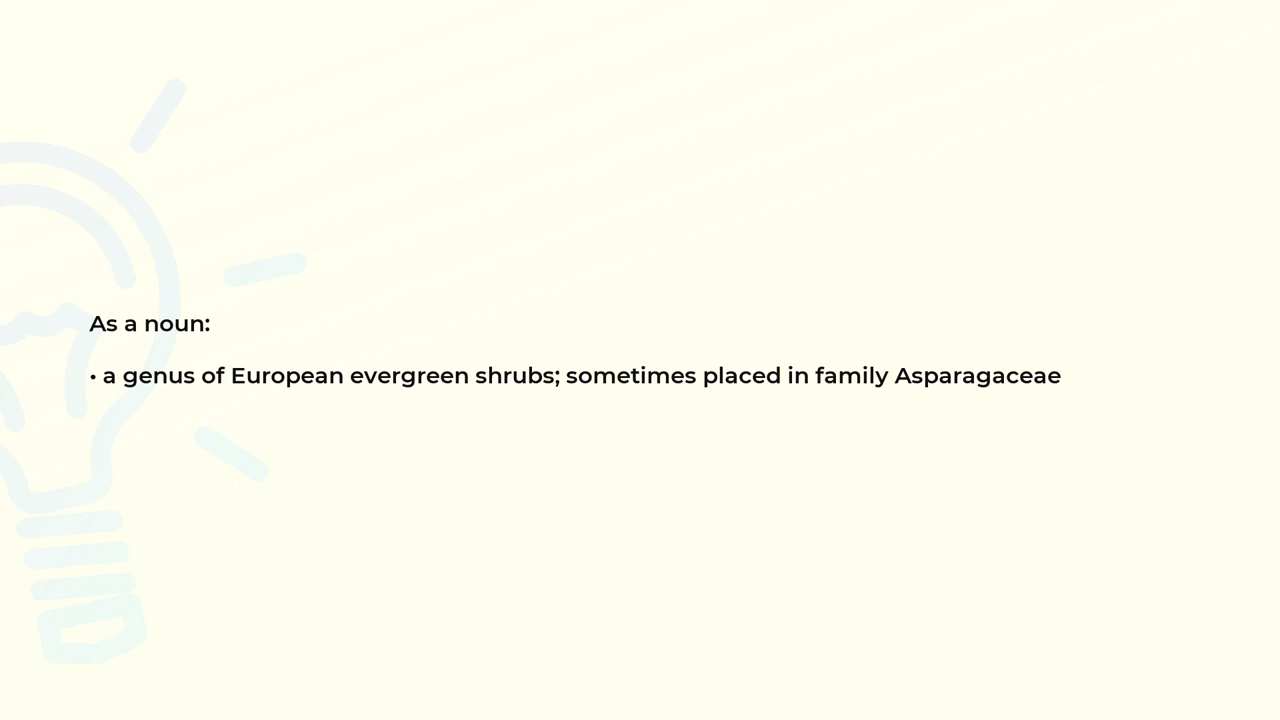 As a noun:
• a genus of European evergreen shrubs; sometimes placed in family Asparagaceae